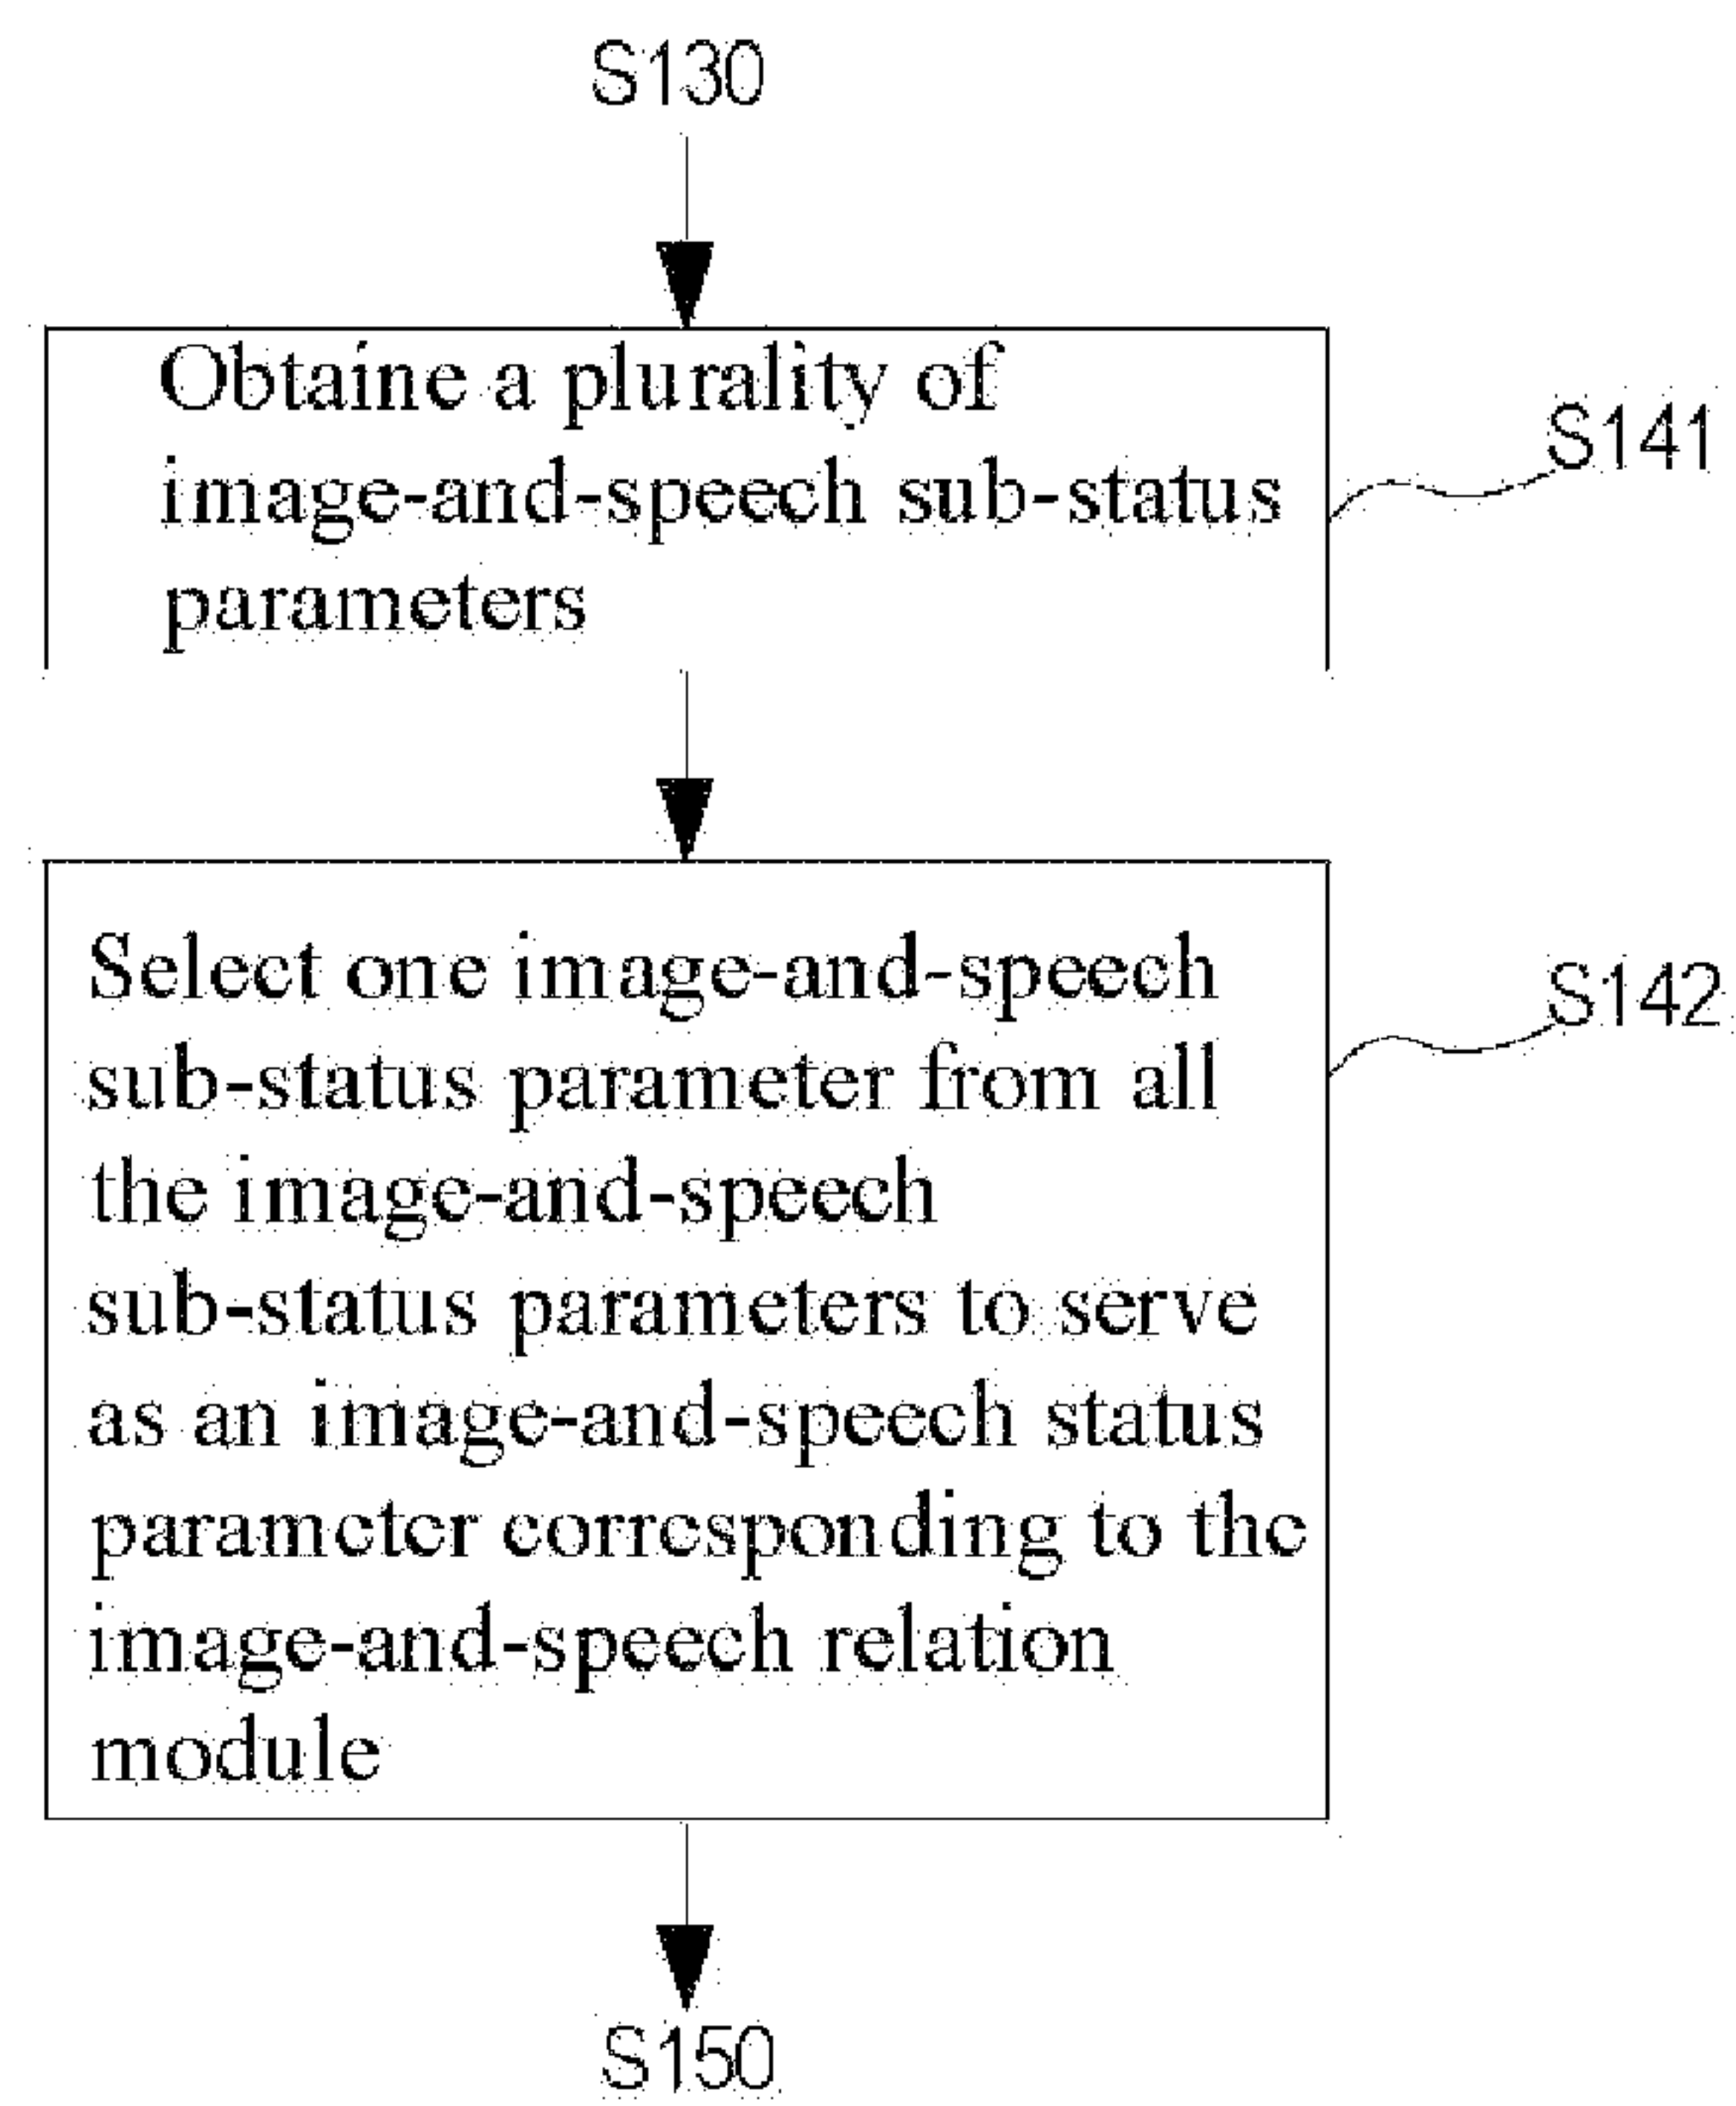 S130
Obtaine a plurality of
image-and-speech sub-status
parameters
S141
Select one image-and-speech
sub-status parameter from all
the image-and-speech
sub-status parameters to serve
as an image-and-speech status
parameter corresponding to the
image-and-speech relation
module
S142
S150